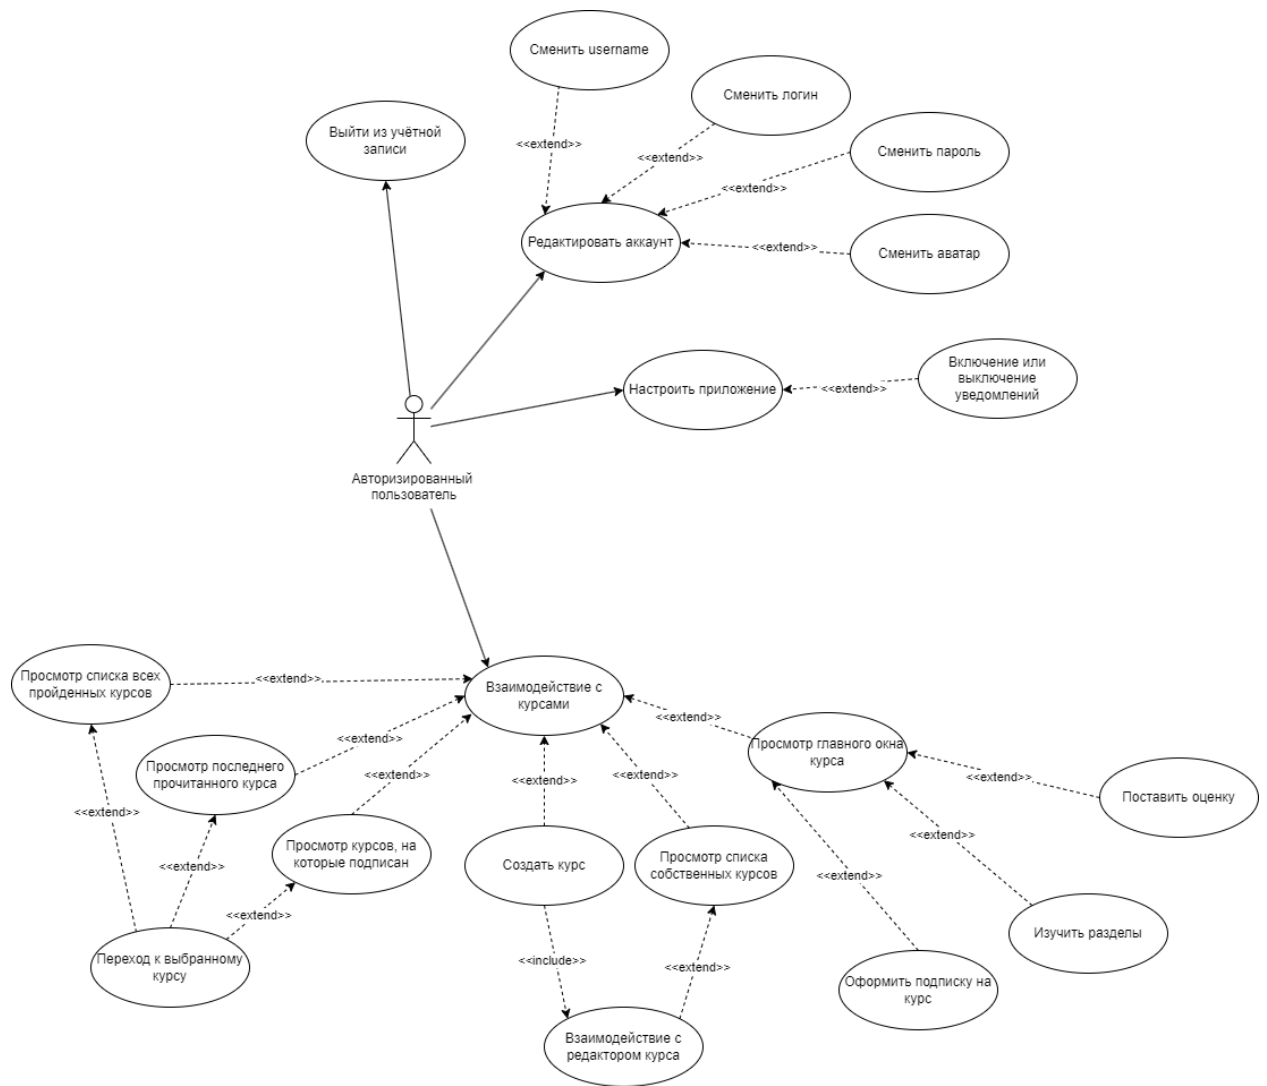 Сменить username
Сменить логин
Выйти из учётной
записи
<<extend>>
<<extend>>
Сменить пароль
<<extend>>
Редактировать аккаунт
<<extend>>
Сменить аватар
Включение или
выключение
уведомлений
Настроить приложение
<<extend>>
Авторизированный
пользователь
Просмотр списка всех
пройденных курсов
<<extend>>
Взаимодействие с
курсами
<<extend>>
Просмотр главного окна
курса
<<extend>>
Просмотр последнего
прочитанного курса
<<extend>>
<<extend>>
<<extend>>
<<extend>>
Поставить оценку
<<extend>>
Просмотр курсов, на
которые подписан
Создать курс
Просмотр списка
собственных курсов
<<extend>>
<<extend>>
<<extend>>
<<extend>>
Изучить разделы
Переход к выбранному
курсу
<<include>>
<<extend>>
Оформить подписку на
курс
Взаимодействие с
редактором курса